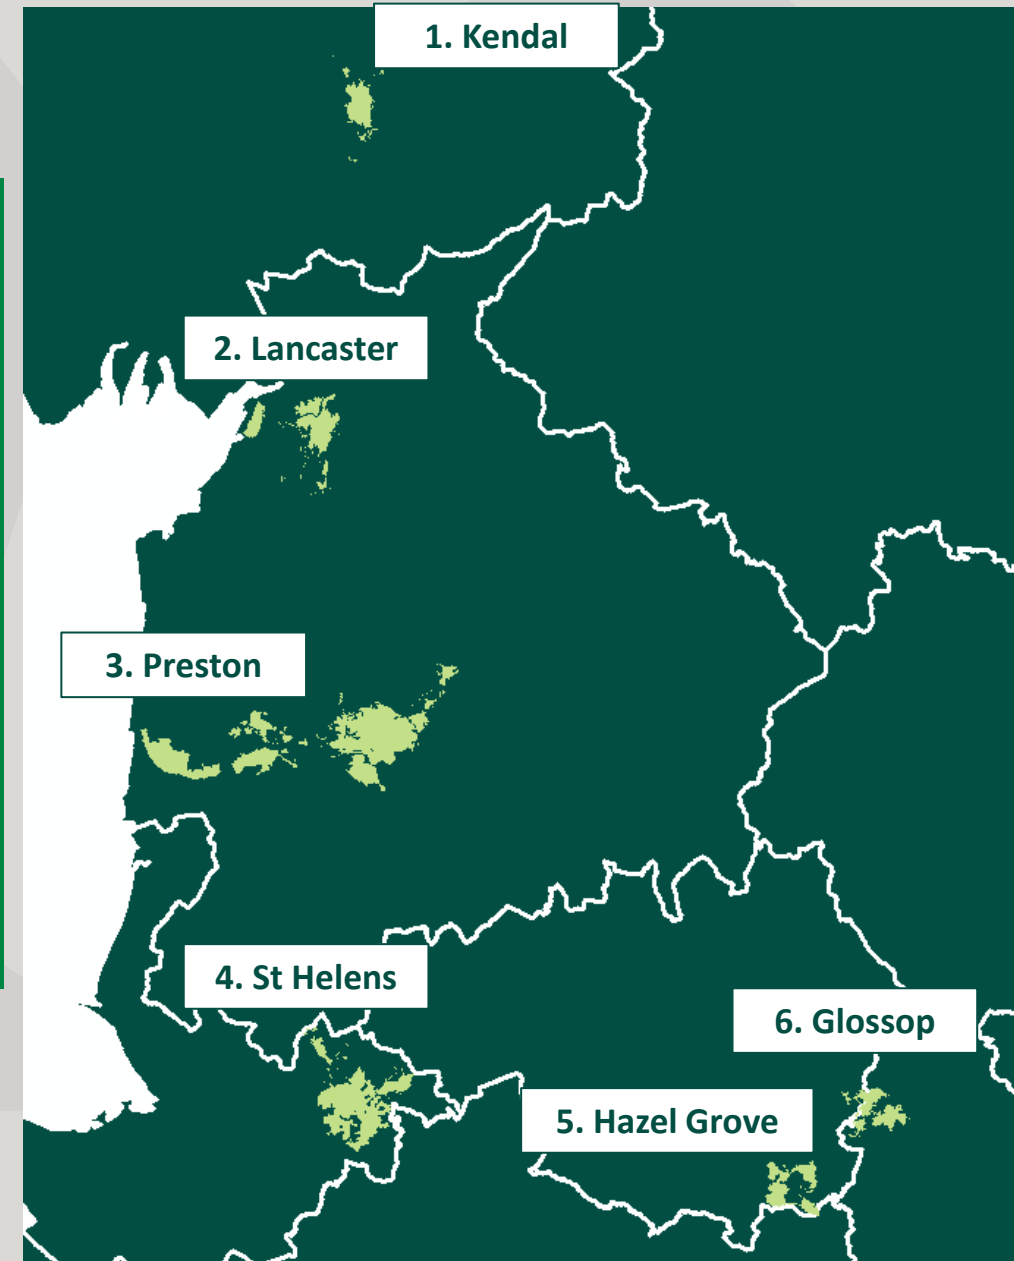 1. Kendal
2. Lancaster
3. Preston
4. St Helens
6. Glossop
5. Hazel Grove